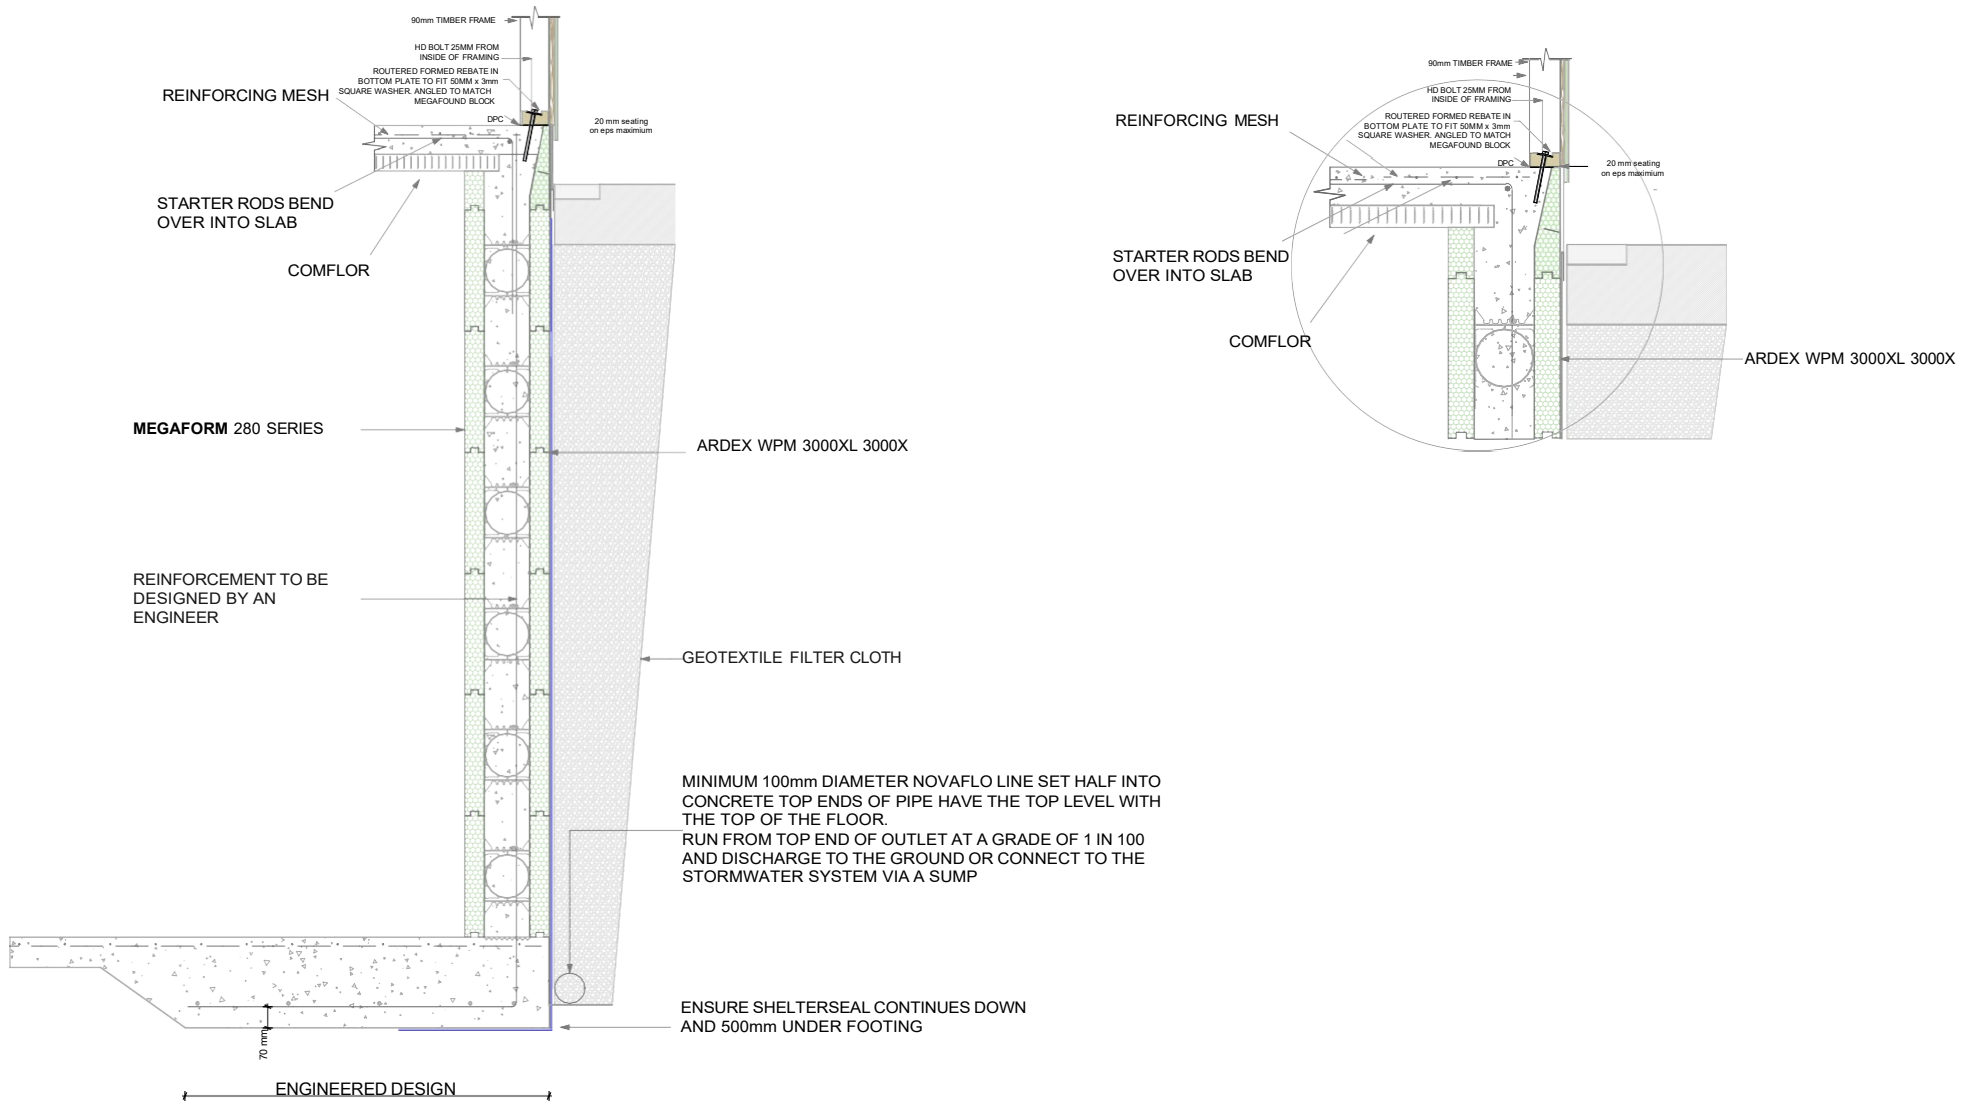 90mm TIMBER FRAME
HD BOLT 25MM FROM
INSIDE OF FRAMING
ROUTERED FORMED REBATE IN
BOTTOM PLATE TO FIT 50MM x 3mm
SQUARE WASHER. ANGLED TO MATCH
MEGAFOUND BLOCK
REINFORCING MESH
DPC
20 mm seating
on eps maximium
STARTER RODS BEND
OVER INTO SLAB
COMFLOR
MEGAFORM 280 SERIES
ARDEX WPM 3000XL 3000X
REINFORCEMENT TO BE
DESIGNED BY AN
ENGINEER
GEOTEXTILE FILTER CLOTH
MINIMUM 100mm DIAMETER NOVAFLO LINE SET HALF INTO
CONCRETE TOP ENDS OF PIPE HAVE THE TOP LEVEL WITH
THE TOP OF THE FLOOR.
RUN FROM TOP END OF OUTLET AT A GRADE OF 1 IN 100
AND DISCHARGE TO THE GROUND OR CONNECT TO THE
STORMWATER SYSTEM VIA A SUMP
ENSURE SHELTERSEAL CONTINUES DOWN
AND 500mm UNDER FOOTING
70 mm
ENGINEERED DESIGN
90mm TIMBER FRAME
HD BOLT 25MM FROM
INSIDE OF FRAMING
ROUTERED FORMED REBATE IN
BOTTOM PLATE TO FIT 50MM x 3mm
SQUARE WASHER. ANGLED TO MATCH
MEGAFOUND BLOCK
REINFORCING MESH
DPC
20 mm seating
on eps maximium
STARTER RODS BEND
OVER INTO SLAB
COMFLOR
ARDEX WPM 3000XL 3000X